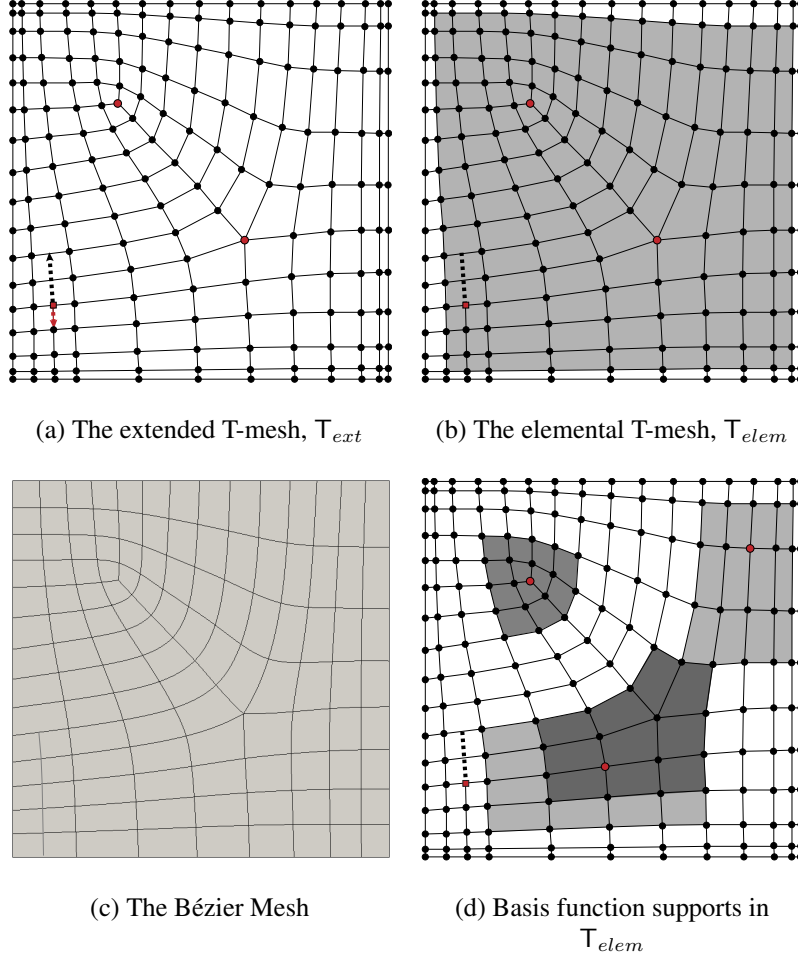 (a) The extended T-mesh, T_ext
(b) The elemental T-mesh, T_elem
(c) The Bézier Mesh
(d) Basis function supports in
T_elem